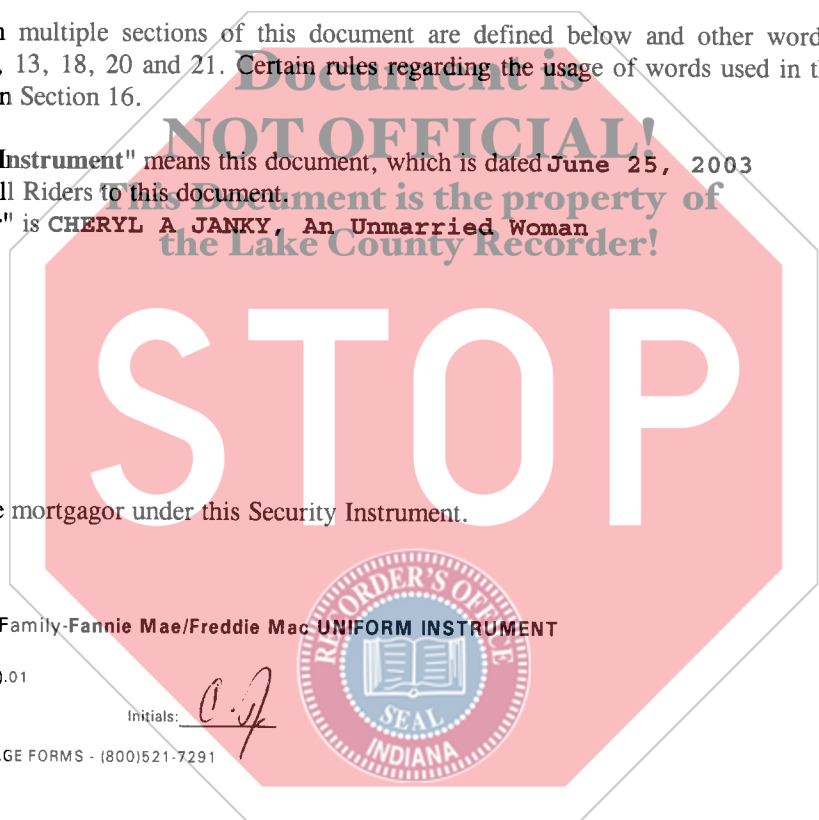 multiple sections of this document are defined below and other word
13, 18, 20 and 21. Certain rules regarding the usage of words used in t
n Section 16.
Document is
NOT OFFICIAL!
Instrument" means this document, which is dated June 25, 2003
ll Riders to this document.
This Document is the property of
" is CHERYL A JANKY, An Unmarried Woman
the Lake County Recorder!
STOP
mortgagor under this Security Instrument.
RECORDER'S OFFICE
SEAL
INDIANA
Family-Fannie Mae/Freddie Mac UNIFORM INSTRUMENT
.01
Initials: C.J.
GE FORMS - (800)521-7291